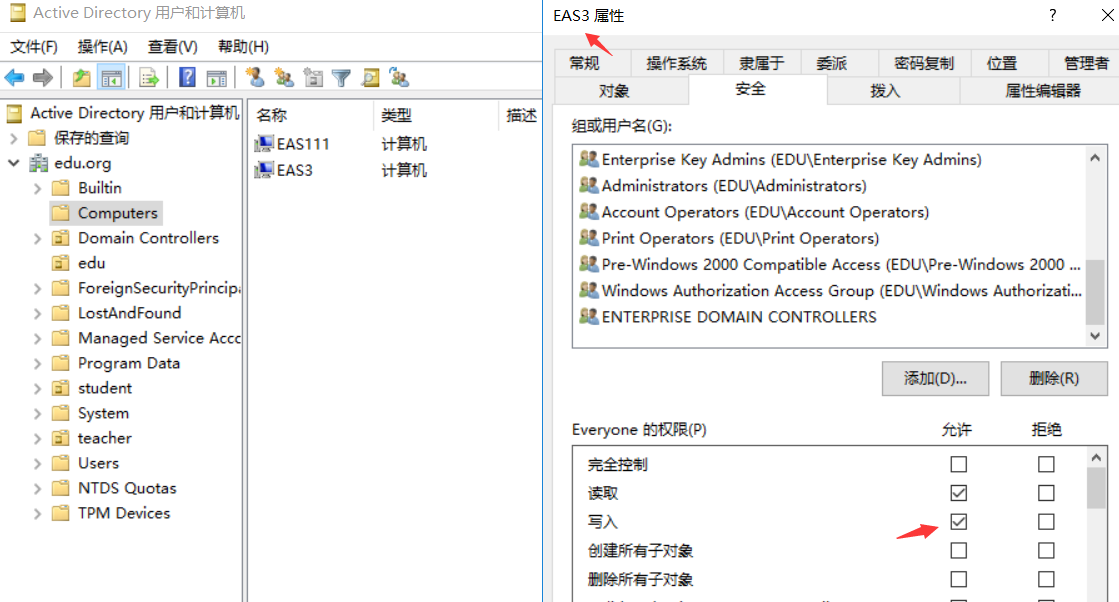 Active Directory 用户和计算机
文件(F) 操作(A) 查看(V) 帮助(H)
Active Directory 用户和计算机
保存的查询
edu.org
Builtin
Computers
Domain Controllers
edu
ForeignSecurityPrincipa
LostAndFound
Managed Service Acco
Program Data
student
System
teacher
Users
NTDS Quotas
TPM Devices
名称 类型 描述
EAS111 计算机
EAS3 计算机
EAS3 属性
常规 操作系统 隶属于 委派 密码复制 位置 管理者
对象 安全 拨入 属性编辑器
组或用户名(G):
Enterprise Key Admins (EDU\Enterprise Key Admins)
Administrators (EDU\Administrators)
Account Operators (EDU\Account Operators)
Print Operators (EDU\Print Operators)
Pre-Windows 2000 Compatible Access (EDU\Pre-Windows 2000 ...
Windows Authorization Access Group (EDU\Windows Authorizati...
ENTERPRISE DOMAIN CONTROLLERS
添加(D)... 删除(R)
Everyone 的权限(P) 允许 拒绝
完全控制
读取
写入
创建所有子对象
删除所有子对象